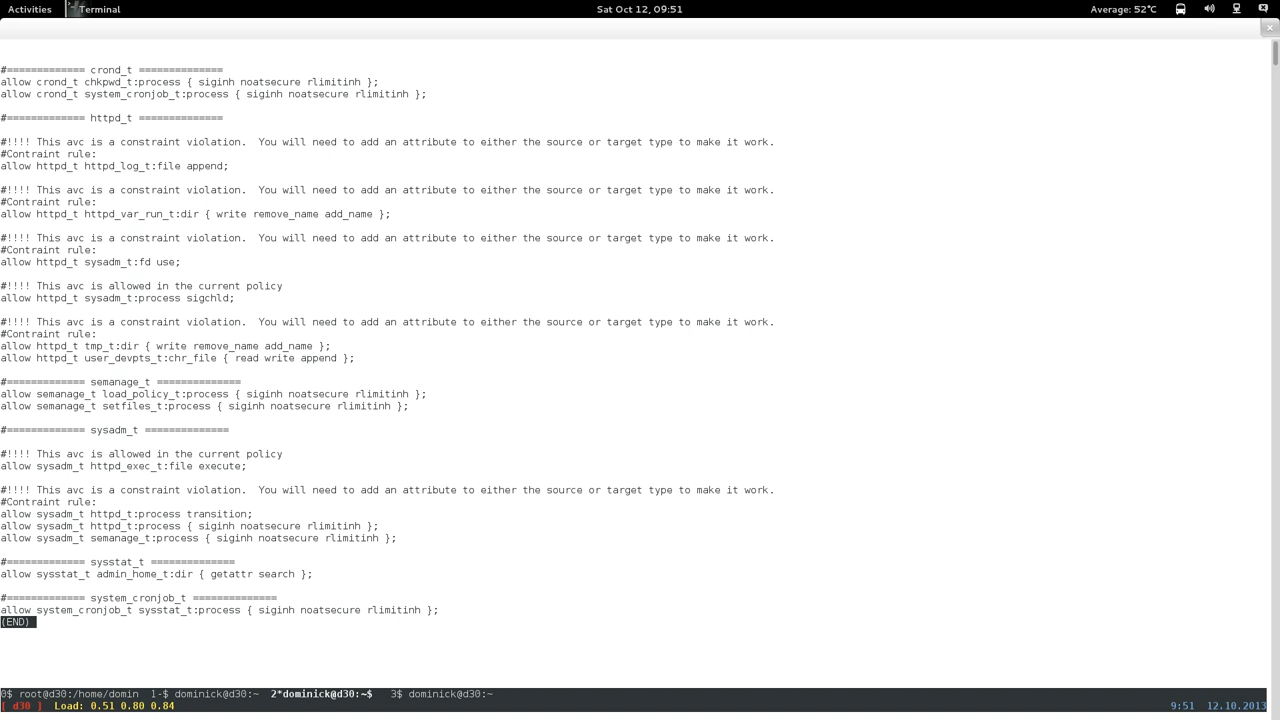 Activities Terminal Sat Oct 12, 09:51 Average: 52°C
#============= crond_t ==============
allow crond_t chkpwd_t:process { siginh noatsecure rlimitinh };
allow crond_t system_cronjob_t:process { siginh noatsecure rlimitinh };
#============= httpd_t ==============
#!!!! This avc is a constraint violation.  You will need to add an attribute to either the source or target type to make it work.
#Contraint rule:
allow httpd_t httpd_log_t:file append;
#!!!! This avc is a constraint violation.  You will need to add an attribute to either the source or target type to make it work.
#Contraint rule:
allow httpd_t httpd_var_run_t:dir { write remove_name add_name };
#!!!! This avc is a constraint violation.  You will need to add an attribute to either the source or target type to make it work.
#Contraint rule:
allow httpd_t sysadm_t:fd use;
#!!!! This avc is allowed in the current policy
allow httpd_t sysadm_t:process sigchld;
#!!!! This avc is a constraint violation.  You will need to add an attribute to either the source or target type to make it work.
#Contraint rule:
allow httpd_t tmp_t:dir { write remove_name add_name };
allow httpd_t user_devpts_t:chr_file { read write append };
#============= semanage_t ==============
allow semanage_t load_policy_t:process { siginh noatsecure rlimitinh };
allow semanage_t setfiles_t:process { siginh noatsecure rlimitinh };
#============= sysadm_t ==============
#!!!! This avc is allowed in the current policy
allow sysadm_t httpd_exec_t:file execute;
#!!!! This avc is a constraint violation.  You will need to add an attribute to either the source or target type to make it work.
#Contraint rule:
allow sysadm_t httpd_t:process transition;
allow sysadm_t httpd_t:process { siginh noatsecure rlimitinh };
allow sysadm_t semanage_t:process { siginh noatsecure rlimitinh };
#============= sysstat_t ==============
allow sysstat_t admin_home_t:dir { getattr search };
#============= system_cronjob_t ==============
allow system_cronjob_t sysstat_t:process { siginh noatsecure rlimitinh };
(END)
0$ root@d30:/home/domin  1-$ dominick@d30:~  2*dominick@d30:~$   3$ dominick@d30:~
[ d30 ]  Load: 0.51 0.80 0.84 9:51  12.10.2013